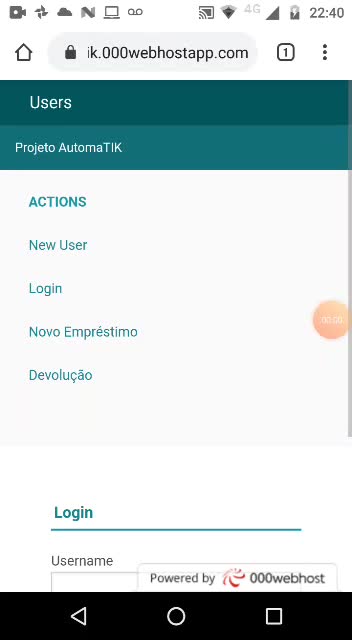 4G 22:40
ik.000webhostapp.com 1
Users
Projeto AutomaTIK
ACTIONS
New User
Login
Novo Empréstimo
Devolução
00:00
Login
Username
Powered by 000webhost